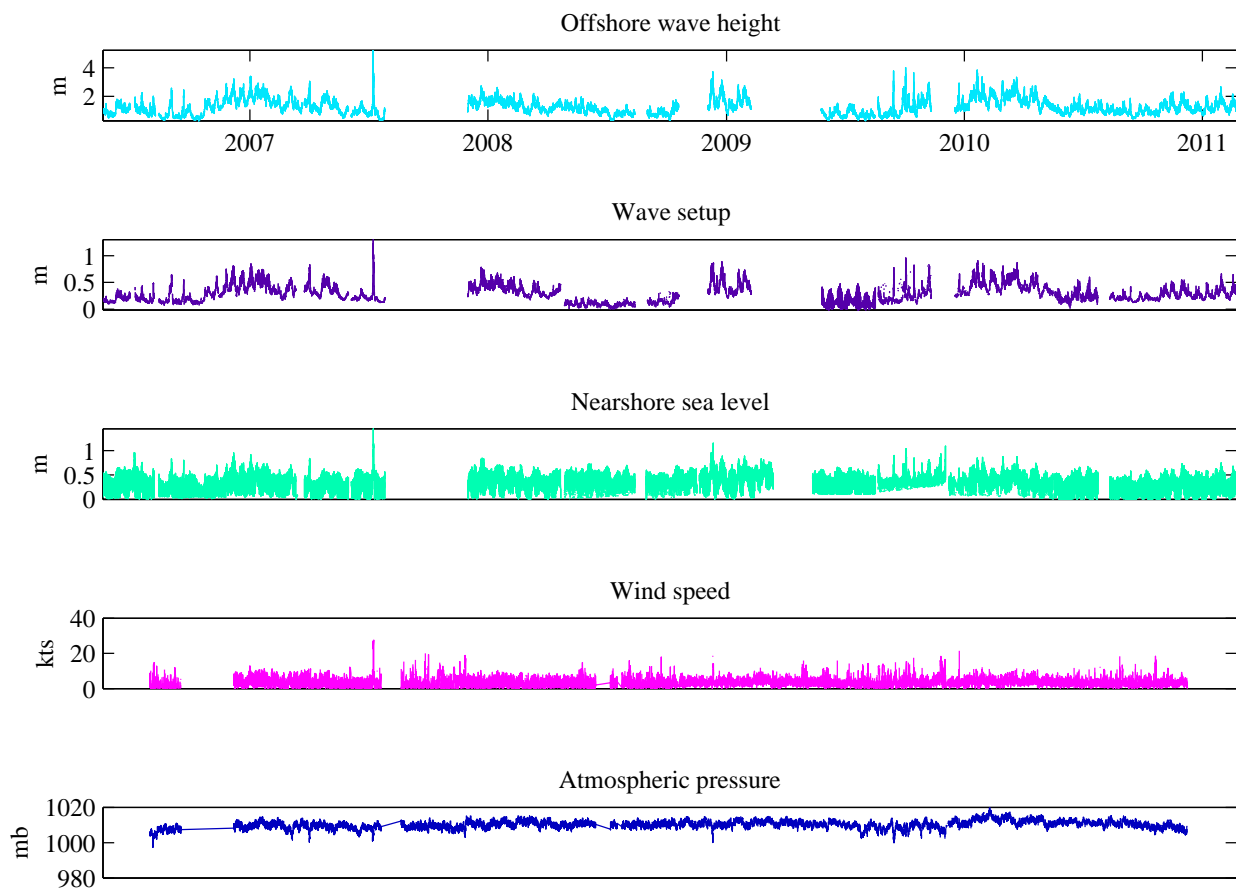 Offshore wave height
4
2
m
2007 2008 2009 2010 2011
Wave setup
1
0.5
0
m
Nearshore sea level
1
0.5
0
m
Wind speed
40
20
0
kts
Atmospheric pressure
1020
1000
980
mb